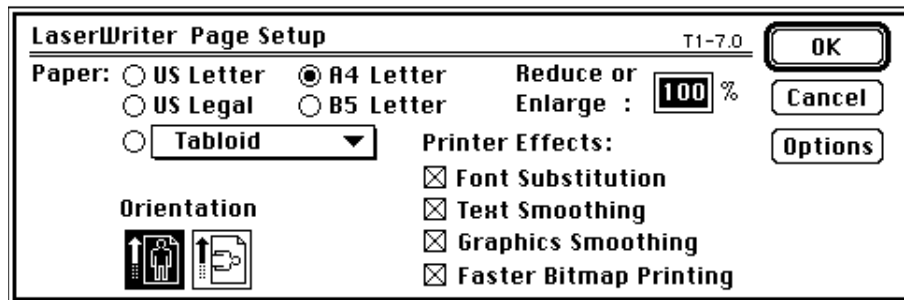 LaserWriter Page Setup T1-7.0 OK
Paper: US Letter A4 Letter Reduce or 100 %
US Legal B5 Letter Enlarge : Cancel
Tabloid Printer Effects: Options
Font Substitution
Orientation Text Smoothing
Graphics Smoothing
Faster Bitmap Printing